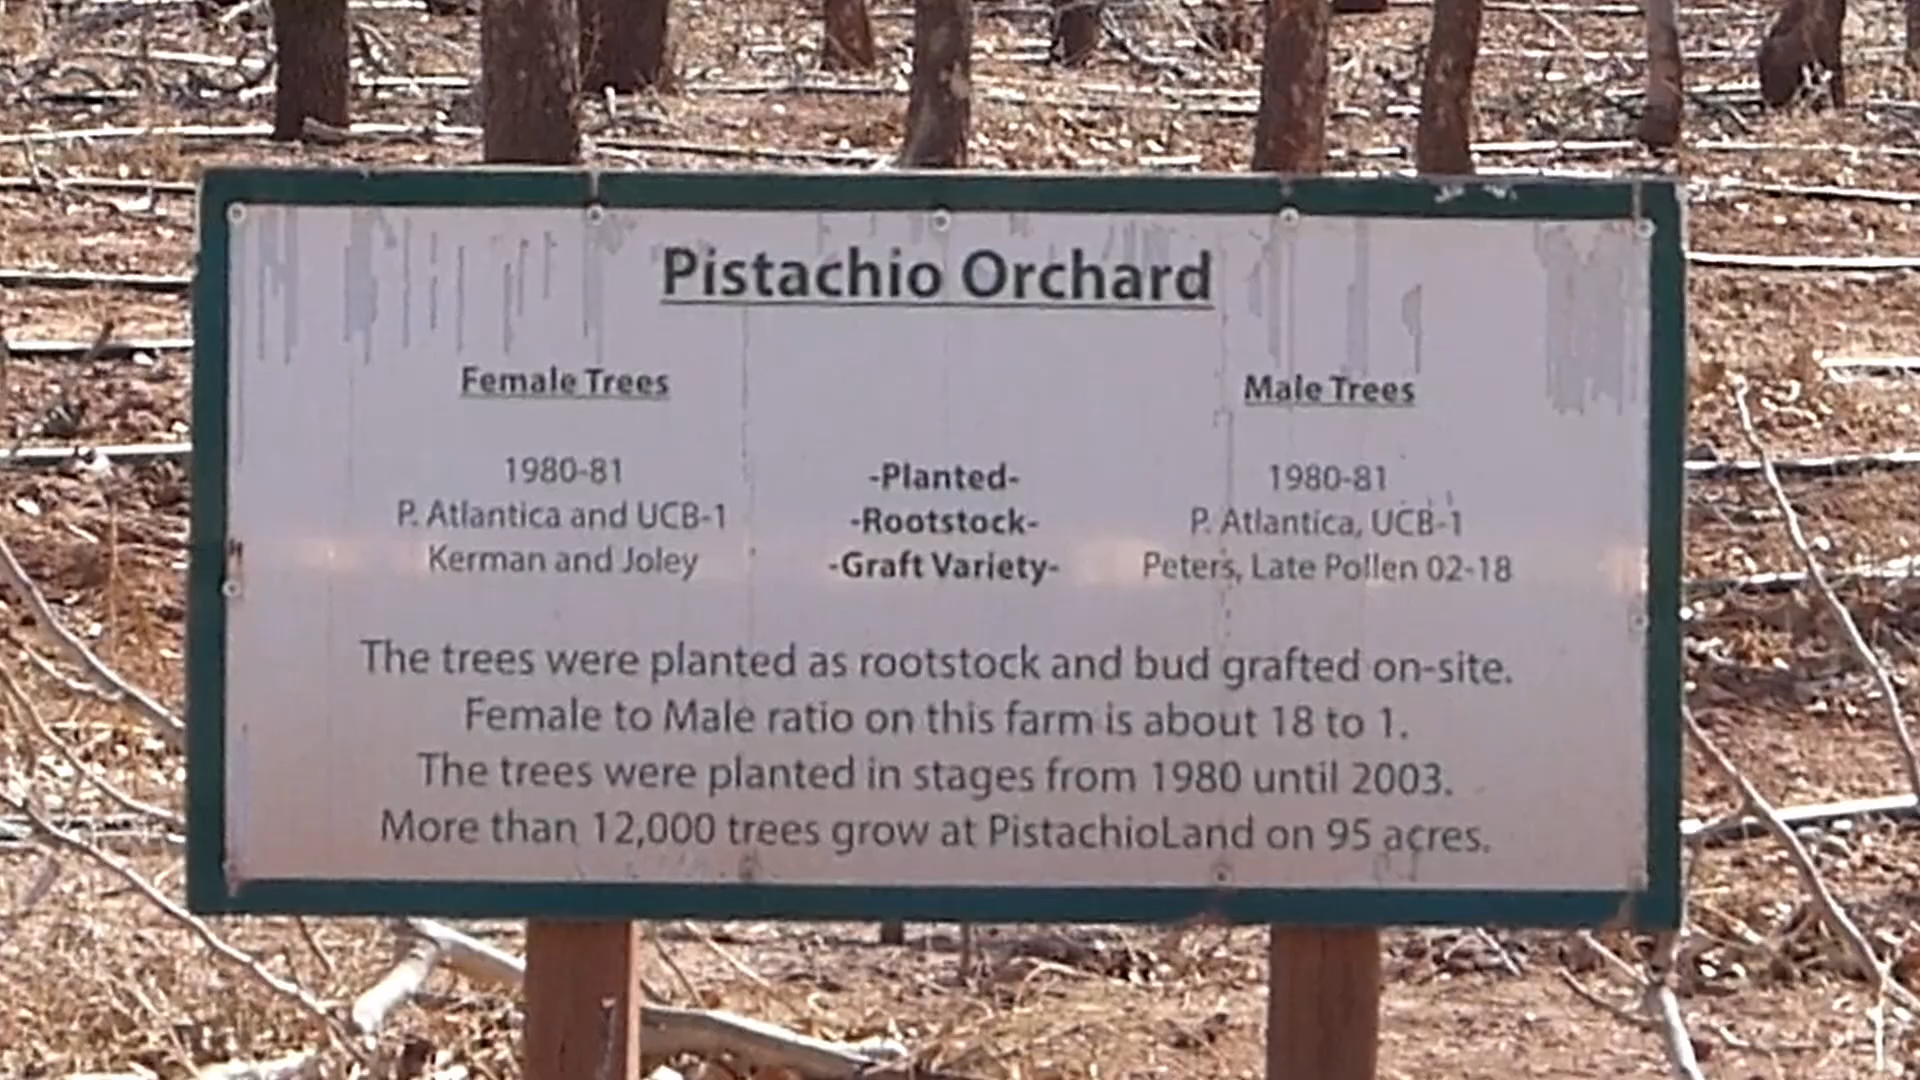 Pistachio Orchard
Female Trees Male Trees
1980-81 -Planted- 1980-81
P. Atlantica and UCB-1 -Rootstock- P. Atlantica, UCB-1
Kerman and Joley -Graft Variety- Peters, Late Pollen 02-18
The trees were planted as rootstock and bud grafted on-site.
Female to Male ratio on this farm is about 18 to 1.
The trees were planted in stages from 1980 until 2003.
More than 12,000 trees grow at PistachioLand on 95 acres.